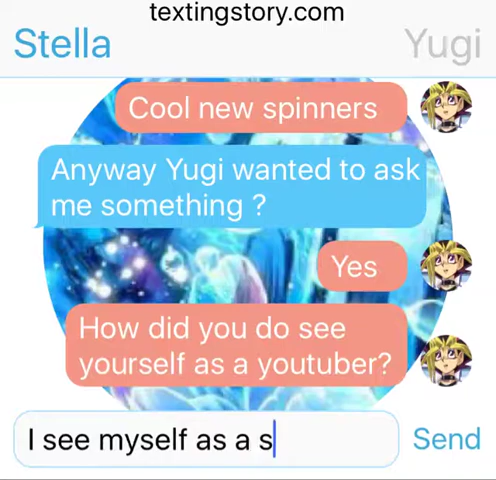 textingstory.com
Stella
Yugi
Cool new spinners
Anyway Yugi wanted to ask
me something ?
Yes
How did you do see
yourself as a youtuber?
I see myself as a s
Send